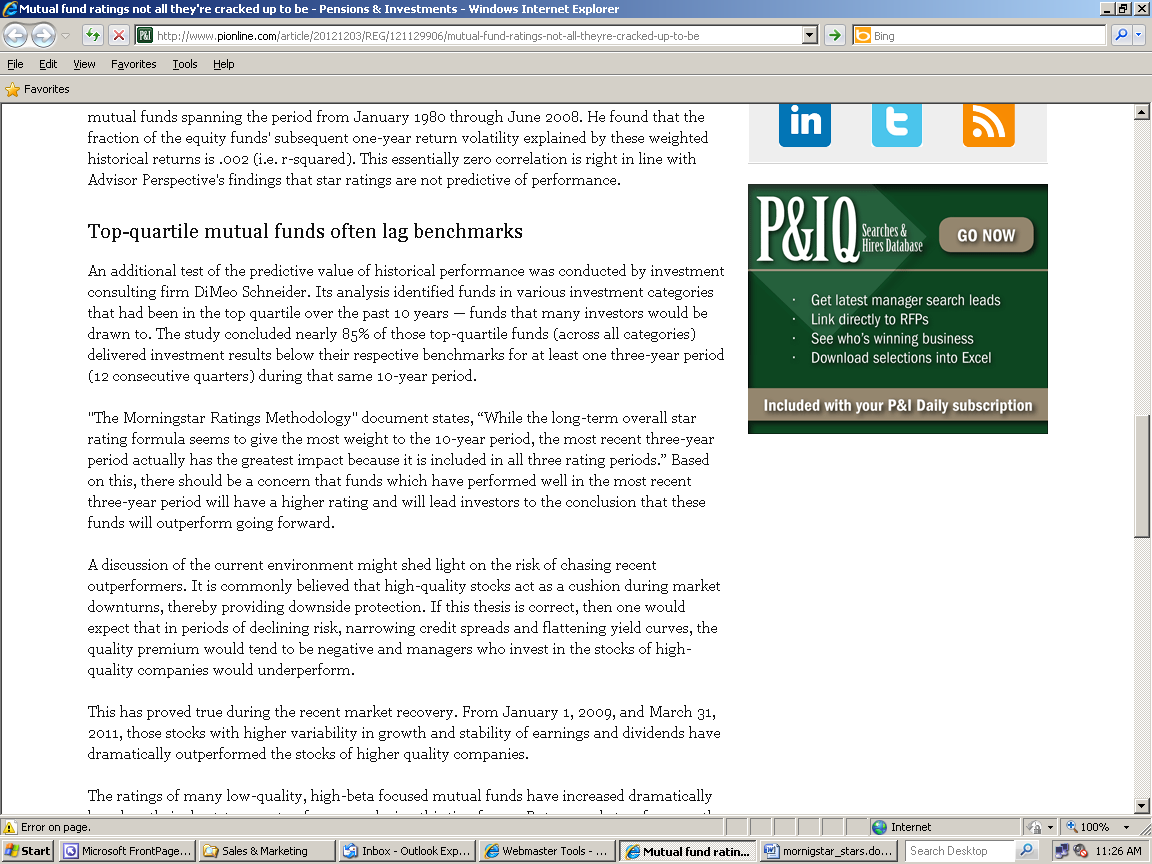 Mutual fund ratings not all they're cracked up to be - Pensions & Investments - Windows Internet Explorer
P&I http://www.pionline.com/article/20121203/REG/121129906/mutual-fund-ratings-not-all-theyre-cracked-up-to-be
Bing
File Edit View Favorites Tools Help
Favorites
mutual funds spanning the period from January 1980 through June 2008. He found that the
fraction of the equity funds' subsequent one-year return volatility explained by these weighted
historical returns is .002 (i.e. r-squared). This essentially zero correlation is right in line with
Advisor Perspective's findings that star ratings are not predictive of performance.
Top-quartile mutual funds often lag benchmarks
An additional test of the predictive value of historical performance was conducted by investment
consulting firm DiMeo Schneider. Its analysis identified funds in various investment categories
that had been in the top quartile over the past 10 years — funds that many investors would be
drawn to. The study concluded nearly 85% of those top-quartile funds (across all categories)
delivered investment results below their respective benchmarks for at least one three-year period
(12 consecutive quarters) during that same 10-year period.
"The Morningstar Ratings Methodology" document states, “While the long-term overall star
rating formula seems to give the most weight to the 10-year period, the most recent three-year
period actually has the greatest impact because it is included in all three rating periods.” Based
on this, there should be a concern that funds which have performed well in the most recent
three-year period will have a higher rating and will lead investors to the conclusion that these
funds will outperform going forward.
A discussion of the current environment might shed light on the risk of chasing recent
outperformers. It is commonly believed that high-quality stocks act as a cushion during market
downturns, thereby providing downside protection. If this thesis is correct, then one would
expect that in periods of declining risk, narrowing credit spreads and flattening yield curves, the
quality premium would tend to be negative and managers who invest in the stocks of high-
quality companies would underperform.
This has proved true during the recent market recovery. From January 1, 2009, and March 31,
2011, those stocks with higher variability in growth and stability of earnings and dividends have
dramatically outperformed the stocks of higher quality companies.
The ratings of many low-quality, high-beta focused mutual funds have increased dramatically
in
P&IQ Searches &
Hires Database
GO NOW
· Get latest manager search leads
· Link directly to RFPs
· See who's winning business
· Download selections into Excel
Included with your P&I Daily subscription
Error on page.
Internet
100%
Start
Microsoft FrontPage...
Sales & Marketing
Inbox - Outlook Exp...
Webmaster Tools - ...
Mutual fund ratin...
mornigstar_stars.do...
Search Desktop
11:26 AM